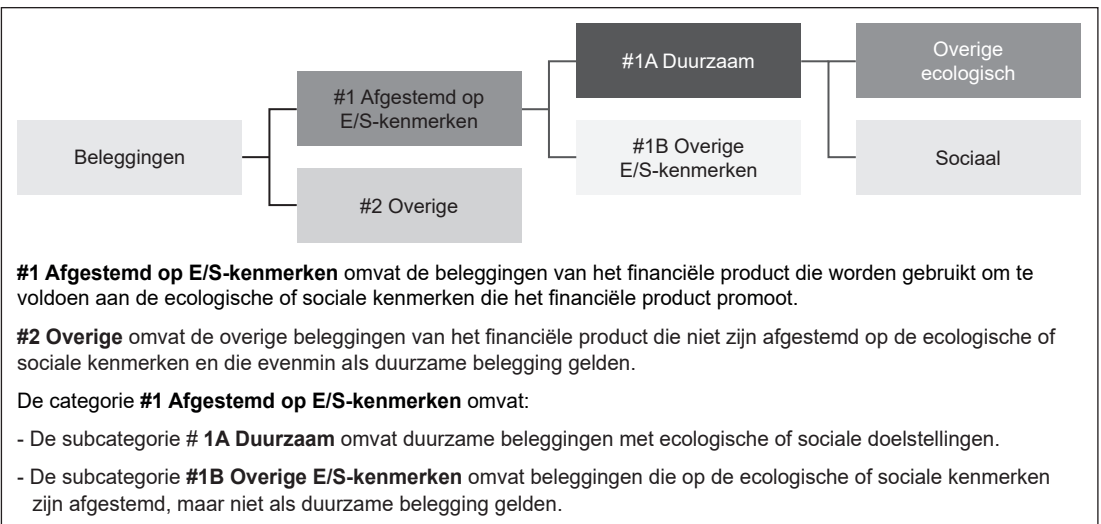 #1A Duurzaam
Overige
ecologisch
#1 Afgestemd op
E/S-kenmerken
Beleggingen
#1B Overige
E/S-kenmerken
Sociaal
#2 Overige
#1 Afgestemd op E/S-kenmerken omvat de beleggingen van het financiële product die worden gebruikt om te
voldoen aan de ecologische of sociale kenmerken die het financiële product promoot.
#2 Overige omvat de overige beleggingen van het financiële product die niet zijn afgestemd op de ecologische of
sociale kenmerken en die evenmin als duurzame belegging gelden.
De categorie #1 Afgestemd op E/S-kenmerken omvat:
- De subcategorie # 1A Duurzaam omvat duurzame beleggingen met ecologische of sociale doelstellingen.
- De subcategorie #1B Overige E/S-kenmerken omvat beleggingen die op de ecologische of sociale kenmerken
zijn afgestemd, maar niet als duurzame belegging gelden.